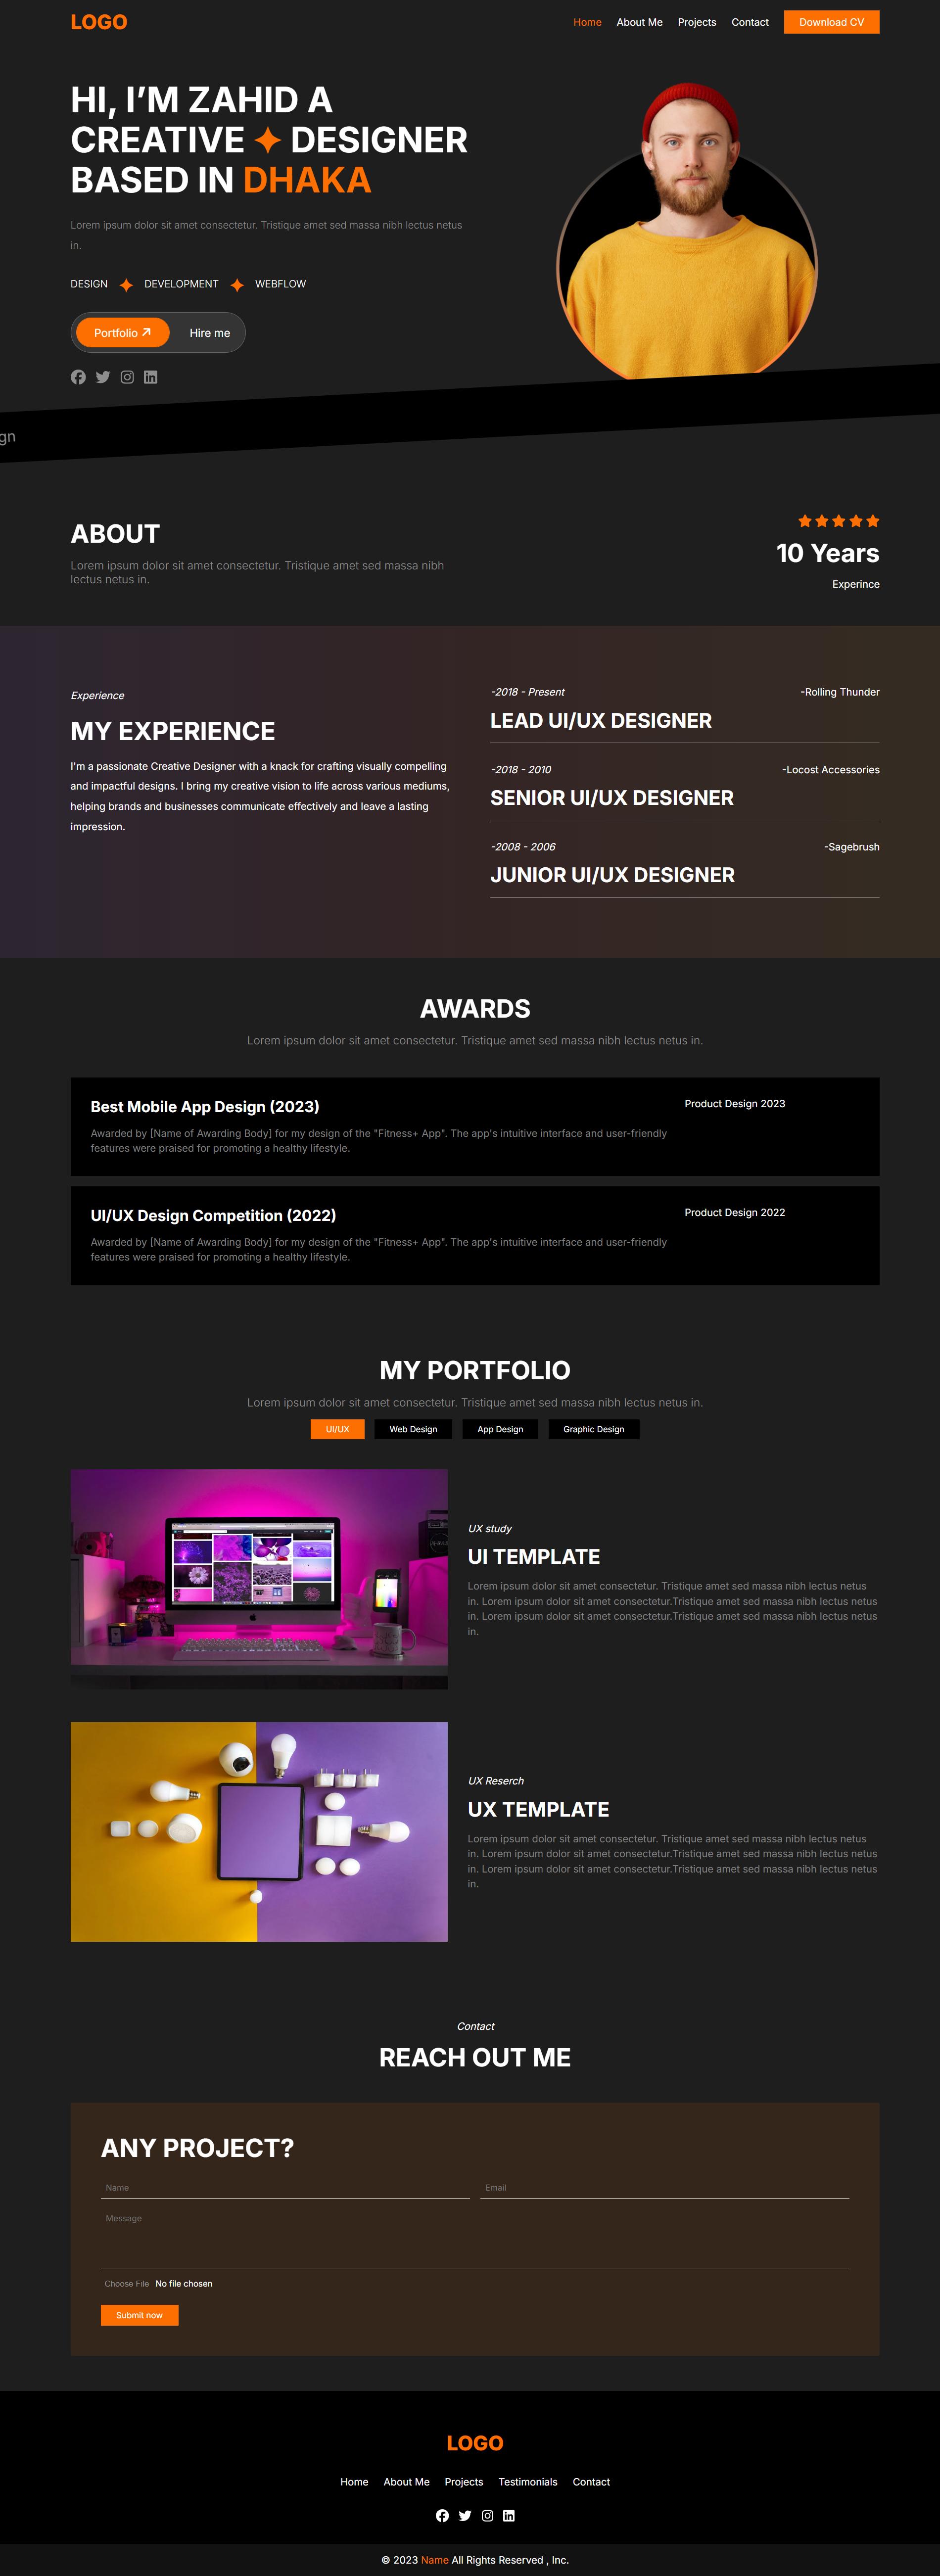 LOGO
Home About Me Projects Contact Download CV
HI, I’M ZAHID A
CREATIVE DESIGNER
BASED IN DHAKA
Lorem ipsum dolor sit amet consectetur. Tristique amet sed massa nibh lectus netus
in.
DESIGN DEVELOPMENT WEBFLOW
Portfolio Hire me
gn
ABOUT
Lorem ipsum dolor sit amet consectetur. Tristique amet sed massa nibh
lectus netus in.
10 Years
Experince
Experience
MY EXPERIENCE
I'm a passionate Creative Designer with a knack for crafting visually compelling
and impactful designs. I bring my creative vision to life across various mediums,
helping brands and businesses communicate effectively and leave a lasting
impression.
-2018 - Present -Rolling Thunder
LEAD UI/UX DESIGNER
-2018 - 2010 -Locost Accessories
SENIOR UI/UX DESIGNER
-2008 - 2006 -Sagebrush
JUNIOR UI/UX DESIGNER
AWARDS
Lorem ipsum dolor sit amet consectetur. Tristique amet sed massa nibh lectus netus in.
Best Mobile App Design (2023)
Product Design 2023
Awarded by [Name of Awarding Body] for my design of the "Fitness+ App". The app's intuitive interface and user-friendly
features were praised for promoting a healthy lifestyle.
UI/UX Design Competition (2022)
Product Design 2022
Awarded by [Name of Awarding Body] for my design of the "Fitness+ App". The app's intuitive interface and user-friendly
features were praised for promoting a healthy lifestyle.
MY PORTFOLIO
Lorem ipsum dolor sit amet consectetur. Tristique amet sed massa nibh lectus netus in.
UI/UX Web Design App Design Graphic Design
UX study
UI TEMPLATE
Lorem ipsum dolor sit amet consectetur. Tristique amet sed massa nibh lectus netus
in. Lorem ipsum dolor sit amet consectetur.Tristique amet sed massa nibh lectus netus
in. Lorem ipsum dolor sit amet consectetur.Tristique amet sed massa nibh lectus netus
in.
UX Reserch
UX TEMPLATE
Lorem ipsum dolor sit amet consectetur. Tristique amet sed massa nibh lectus netus
in. Lorem ipsum dolor sit amet consectetur.Tristique amet sed massa nibh lectus netus
in. Lorem ipsum dolor sit amet consectetur.Tristique amet sed massa nibh lectus netus
in.
Contact
REACH OUT ME
ANY PROJECT?
Name Email
Message
Choose File No file chosen
Submit now
LOGO
Home About Me Projects Testimonials Contact
© 2023 Name All Rights Reserved , Inc.